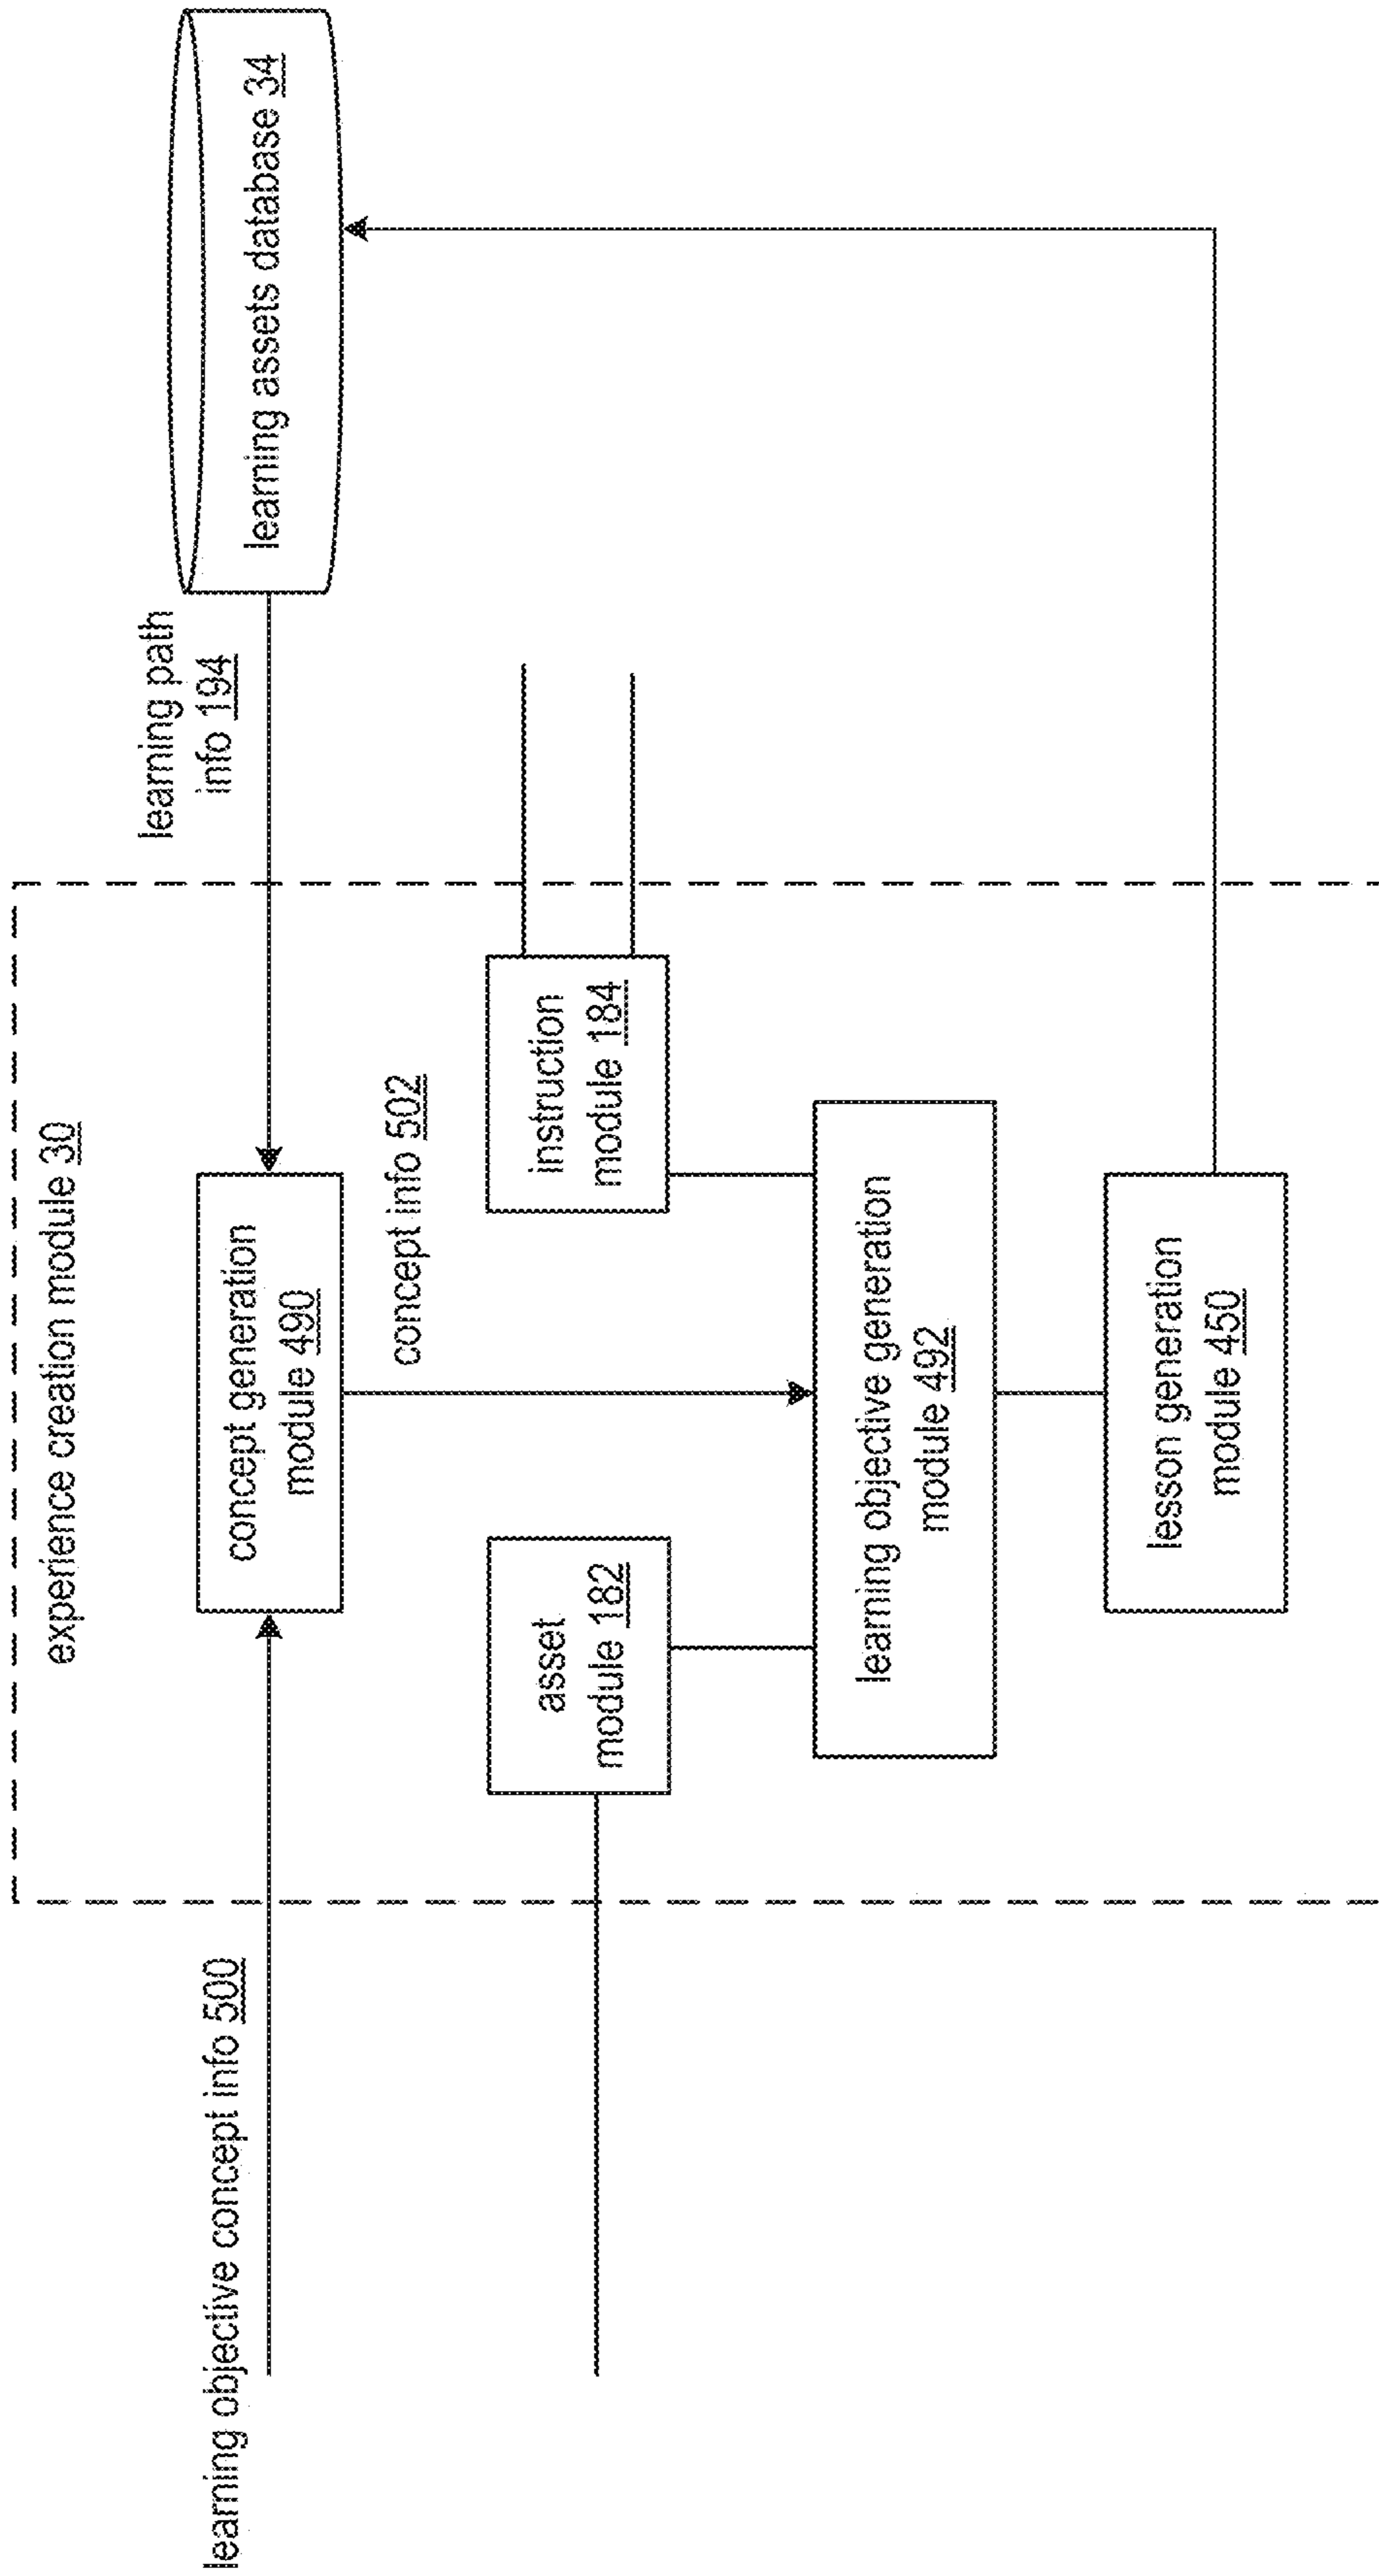 experience creation module 30
learning objective concept info 500
concept generation
module 490
learning path
info 194
learning assets database 34
concept info 502
asset
module 182
instruction
module 184
learning objective generation
module 492
lesson generation
module 450